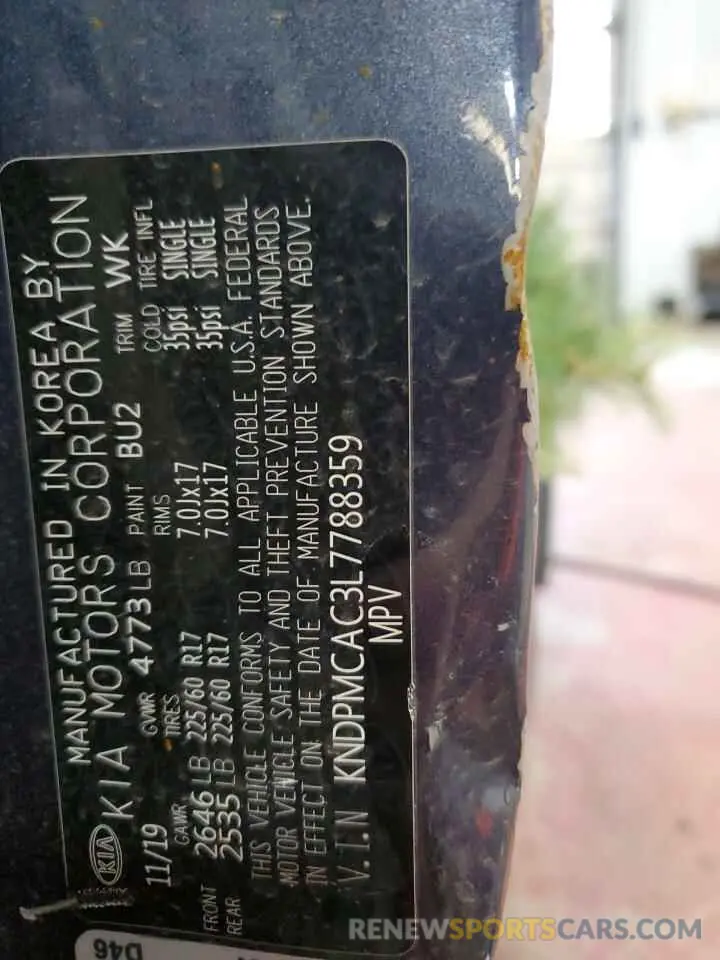 MANUFACTURED IN KOREA BY
KIA KIA MOTORS CORPORATION
11/19 GVWR 4773LB PAINT BU2 TRIM WK
GAWR TIRES RIMS COLD TIRE INFL
FRONT 2646 LB 225/60 R17 7.0Jx17 35psi SINGLE
REAR 2535 LB 225/60 R17 7.0Jx17 35psi SINGLE
THIS VEHICLE CONFORMS TO ALL APPLICABLE U.S.A. FEDERAL
MOTOR VEHICLE SAFETY AND THEFT PREVENTION STANDARDS
IN EFFECT ON THE DATE OF MANUFACTURE SHOWN ABOVE.
V.I.N KNDPMCAC3L7788359
MPV
D46
RENEWSPORTSCARS.COM